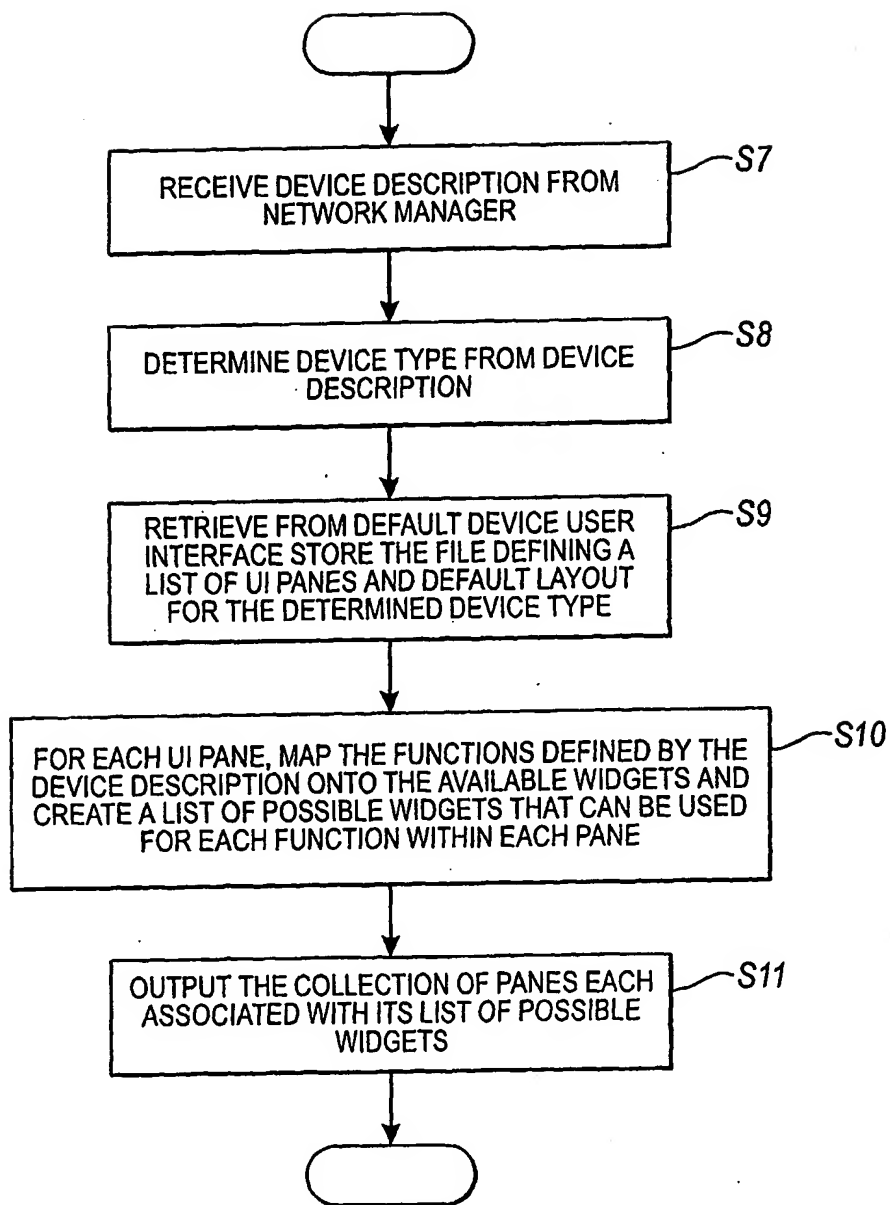 RECEIVE DEVICE DESCRIPTION FROM
NETWORK MANAGER
S7
DETERMINE DEVICE TYPE FROM DEVICE
DESCRIPTION
S8
RETRIEVE FROM DEFAULT DEVICE USER
INTERFACE STORE THE FILE DEFINING A
LIST OF UI PANES AND DEFAULT LAYOUT
FOR THE DETERMINED DEVICE TYPE
S9
FOR EACH UI PANE, MAP THE FUNCTIONS DEFINED BY THE
DEVICE DESCRIPTION ONTO THE AVAILABLE WIDGETS AND
CREATE A LIST OF POSSIBLE WIDGETS THAT CAN BE USED
FOR EACH FUNCTION WITHIN EACH PANE
S10
OUTPUT THE COLLECTION OF PANES EACH
ASSOCIATED WITH ITS LIST OF POSSIBLE
WIDGETS
S11